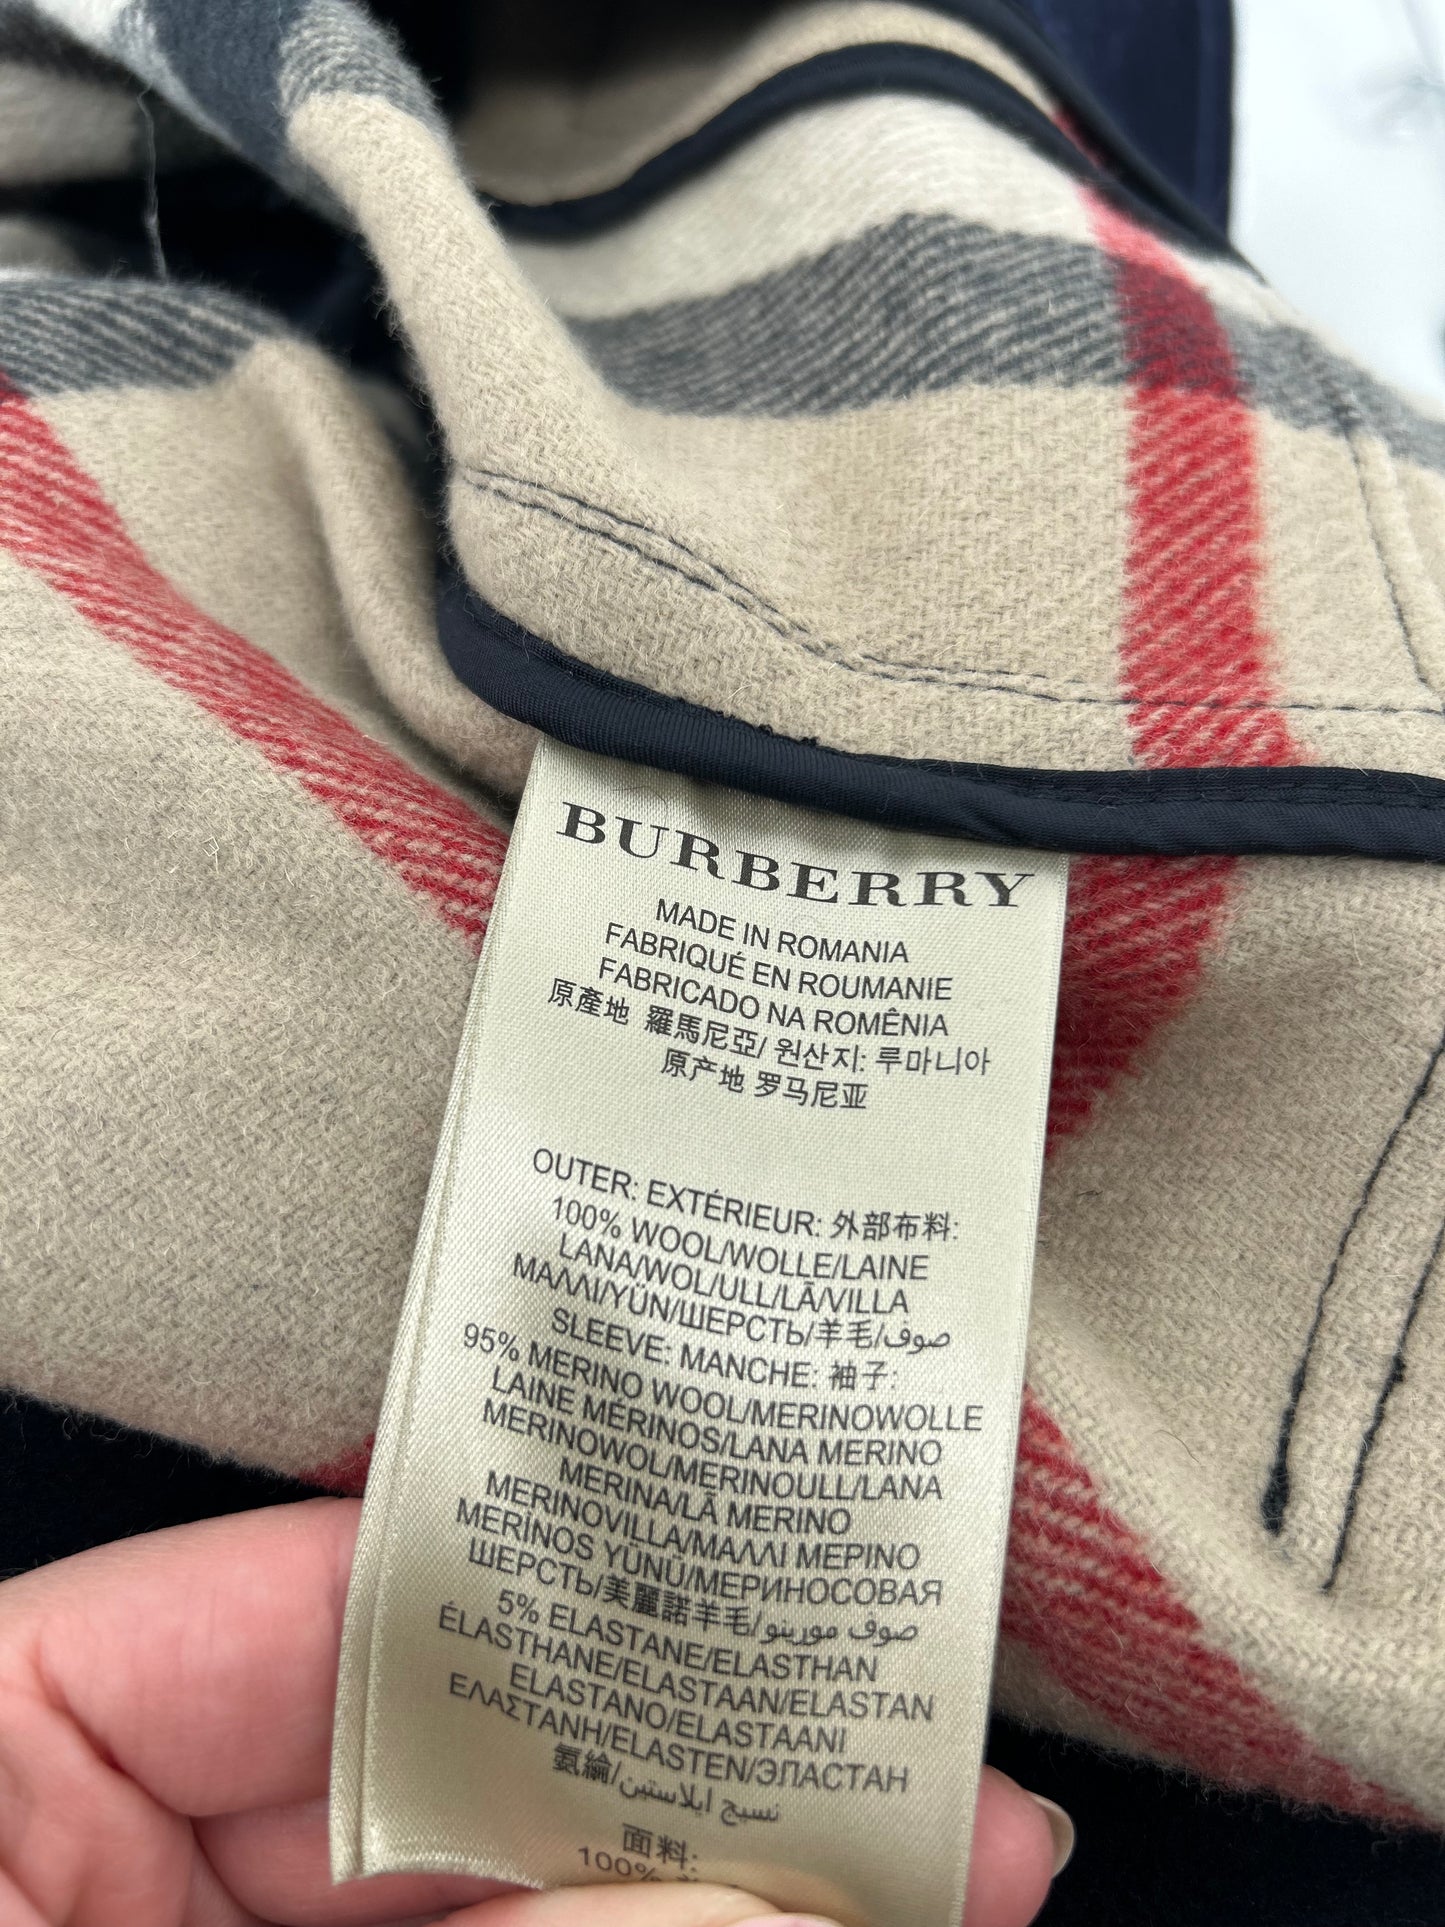 BURBERRY
MADE IN ROMANIA
FABRIQUÉ EN ROUMANIE
FABRICADO NA ROMÊNIA
原產地 羅馬尼亞/ 원산지: 루마니아
原产地 罗马尼亚
OUTER: EXTÉRIEUR: 外部布料:
100% WOOL/WOLLE/LAINE
LANA/WOL/ULL/LÃ/VILLA
ΜΑΛΛΙ/YÜN/ШЕРСТЬ/羊毛/صوف
SLEEVE: MANCHE: 袖子:
95% MERINO WOOL/MERINOWOLLE
LAINE MÉRINOS/LANA MERINO
MERINOWOL/MERINOULL/LANA
MERINA/LÃ MERINO
MERINOVILLA/ΜΑΛΛΙ ΜΕΡΙΝΟ
MERİNOS YÜNÜ/МЕРИНОСОВАЯ
ШЕРСТЬ/美麗諾羊毛/صوف مورينو
5% ELASTANE/ELASTHAN
ÉLASTHANE/ELASTAAN/ELASTAN
ELASTANO/ELASTAANI
ΕΛΑΣΤΑΝΗ/ELASTEN/ЭЛАСТАН
氨綸/نسيج ايلاستين
面料:
100%